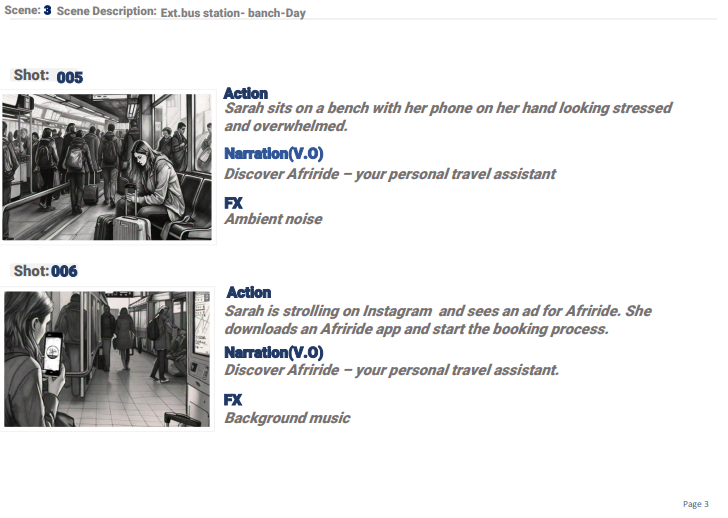 Scene: 3 Scene Description: Ext.bus station- banch-Day
Shot: 005
Action
Sarah sits on a bench with her phone on her hand looking stressed
and overwhelmed.
Narration(V.O)
Discover Afriride – your personal travel assistant
FX
Ambient noise
Shot: 006
Action
Sarah is strolling on Instagram and sees an ad for Afriride. She
downloads an Afriride app and start the booking process.
Narration(V.O)
Discover Afriride – your personal travel assistant.
FX
Background music
Page 3